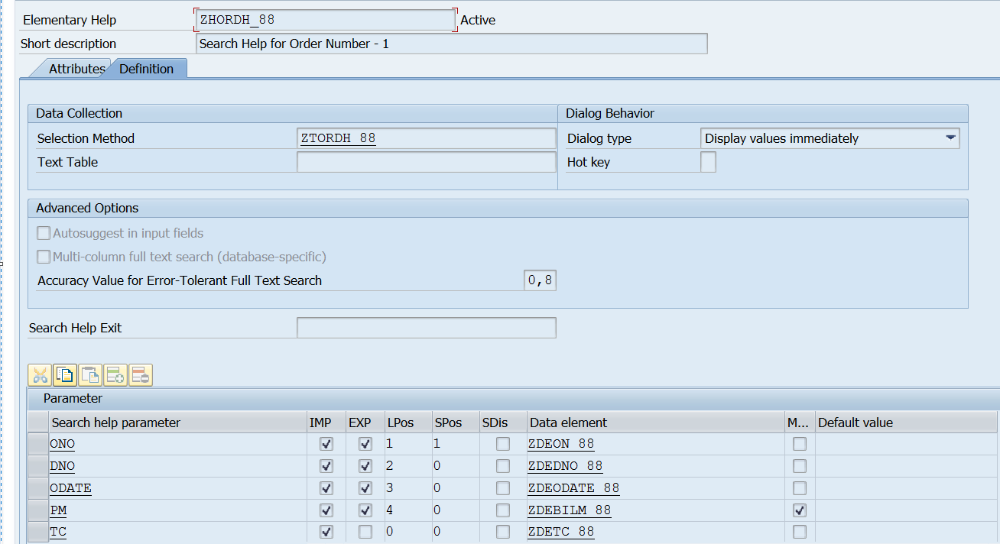 Elementary Help ZHORDH_88 Active
Short description Search Help for Order Number - 1
Attributes Definition
Data Collection Dialog Behavior
Selection Method ZTORDH_88 Dialog type Display values immediately
Text Table Hot key
Advanced Options
Autosuggest in input fields
Multi-column full text search (database-specific)
Accuracy Value for Error-Tolerant Full Text Search 0,8
Search Help Exit
Parameter
Search help parameter IMP EXP LPos SPos SDis Data element M... Default value
ONO 1 1 ZDEON_88
DNO 2 0 ZDEDNO_88
ODATE 3 0 ZDEODATE_88
PM 4 0 ZDEBILM_88
TC 0 0 ZDETC_88